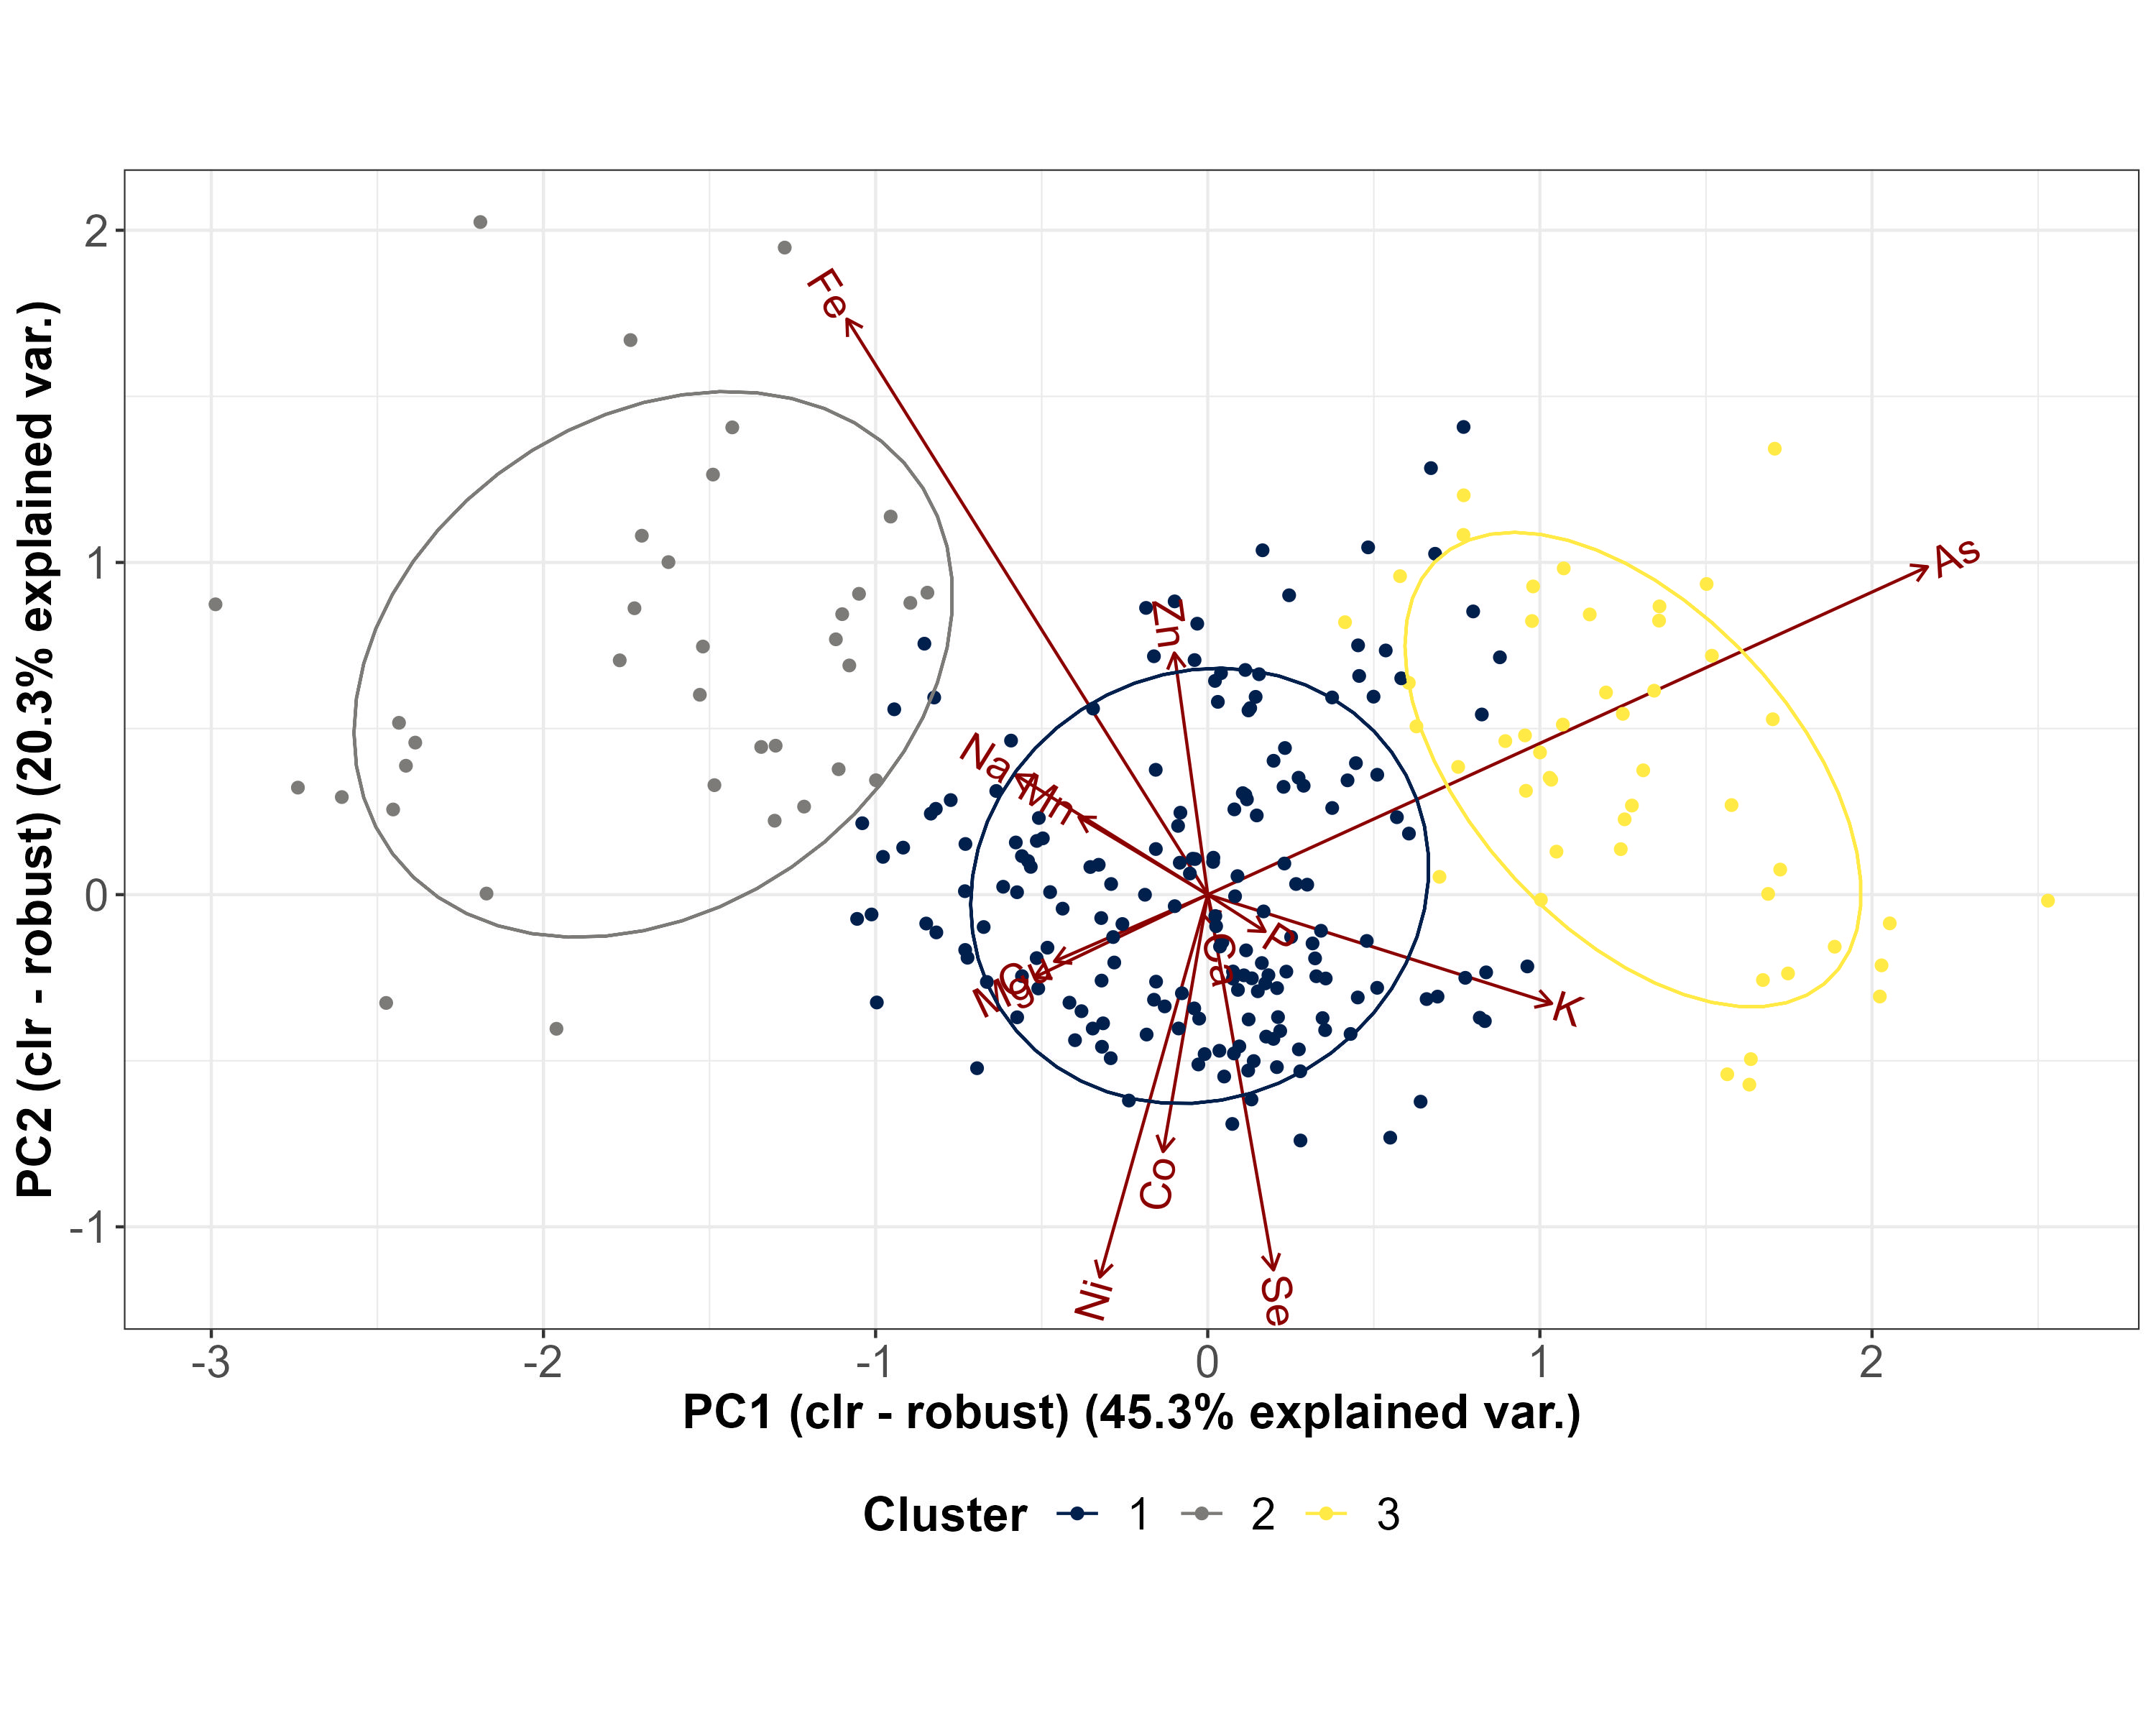 PC2 (clr - robust) (20.3% explained var.)
2
1
0
-1
Fe
As
Zn
Na
Mn
Mg
Ca
P
K
Co
Ni
Se
-3
-2
-1
0
1
2
PC1 (clr - robust) (45.3% explained var.)
Cluster 1 2 3